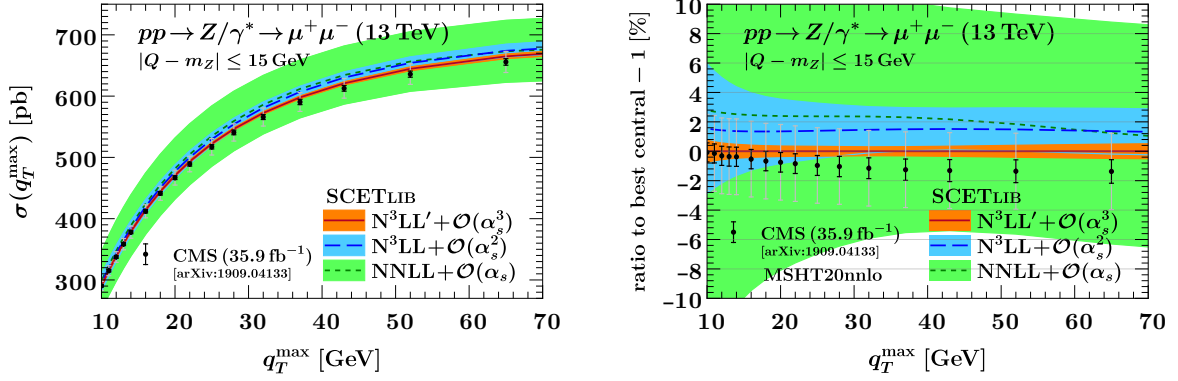 pp → Z/γ* → μ⁺μ⁻ (13 TeV)
|Q − m_Z| ≤ 15 GeV
700
600
500
400
300
σ(q_T^max) [pb]
SCETLIB
N³LL′ + O(α_s³)
N³LL + O(α_s²)
NNLL + O(α_s)
CMS (35.9 fb⁻¹)
[arXiv:1909.04133]
10 20 30 40 50 60 70
q_T^max [GeV]
pp → Z/γ* → μ⁺μ⁻ (13 TeV)
|Q − m_Z| ≤ 15 GeV
10
8
6
4
2
0
−2
−4
−6
−8
−10
ratio to best central − 1 [%]
SCETLIB
N³LL′ + O(α_s³)
N³LL + O(α_s²)
NNLL + O(α_s)
CMS (35.9 fb⁻¹)
[arXiv:1909.04133]
MSHT20nnlo
10 20 30 40 50 60 70
q_T^max [GeV]